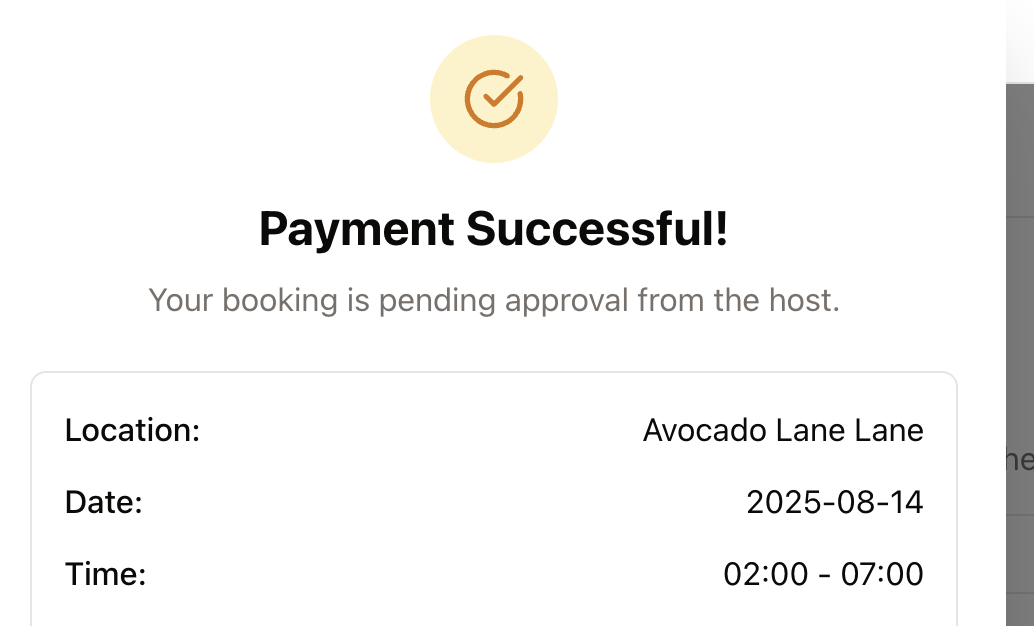 Payment Successful!
Your booking is pending approval from the host.
Location: Avocado Lane Lane
Date: 2025-08-14
Time: 02:00 - 07:00